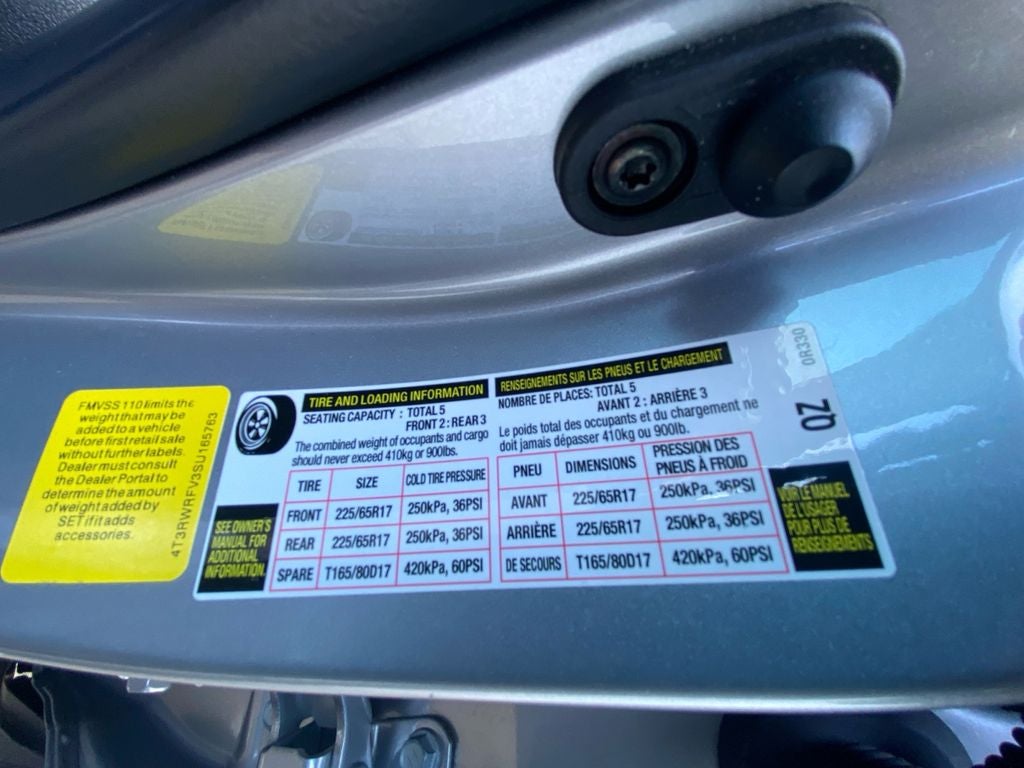 FMVSS 110 limits the
weight that may be
added to a vehicle
before first retail sale
without further labels.
Dealer must consult
the Dealer Portal to
determine the amount
of weight added by
SET if it adds
accessories.
4T3RWRFV3SU165763
TIRE AND LOADING INFORMATION
SEATING CAPACITY : TOTAL 5
FRONT 2 : REAR 3
The combined weight of occupants and cargo
should never exceed 410kg or 900lbs.
TIRE SIZE COLD TIRE PRESSURE
FRONT 225/65R17 250kPa, 36PSI
REAR 225/65R17 250kPa, 36PSI
SPARE T165/80D17 420kPa, 60PSI
SEE OWNER'S
MANUAL FOR
ADDITIONAL
INFORMATION.
RENSEIGNEMENTS SUR LES PNEUS ET LE CHARGEMENT
NOMBRE DE PLACES: TOTAL 5
AVANT 2 : ARRIÈRE 3
Le poids total des occupants et du chargement ne
doit jamais dépasser 410kg ou 900lb.
PNEU DIMENSIONS PRESSION DES
PNEUS À FROID
AVANT 225/65R17 250kPa, 36PSI
ARRIÈRE 225/65R17 250kPa, 36PSI
DE SECOURS T165/80D17 420kPa, 60PSI
VOIR LE MANUEL
DE L'USAGER
POUR PLUS DE
RENSEIGNEMENTS
0R330
QZ